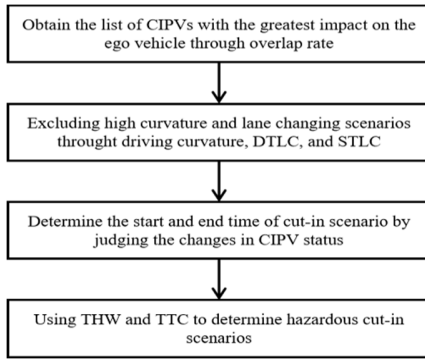 Obtain the list of CIPVs with the greatest impact on the
ego vehicle through overlap rate
Excluding high curvature and lane changing scenarios
throught driving curvature, DTLC, and STLC
Determine the start and end time of cut-in scenario by
judging the changes in CIPV status
Using THW and TTC to determine hazardous cut-in
scenarios